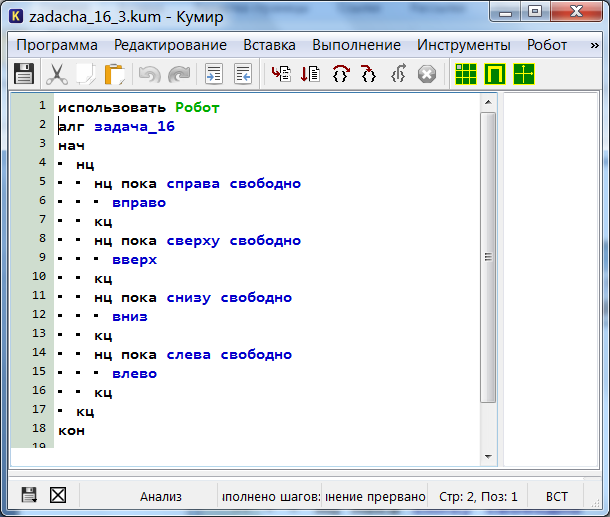 zadacha_16_3.kum - Кумир
Программа Редактирование Вставка Выполнение Инструменты Робот »
1 использовать Робот
2 алг задача_16
3 нач
4 нц
5 нц пока справа свободно
6 вправо
7 кц
8 нц пока сверху свободно
9 вверх
10 кц
11 нц пока снизу свободно
12 вниз
13 кц
14 нц пока слева свободно
15 влево
16 кц
17 кц
18 кон
19
Анализ ıполнено шагов: ınение прервано Стр: 2, Поз: 1 ВСТ